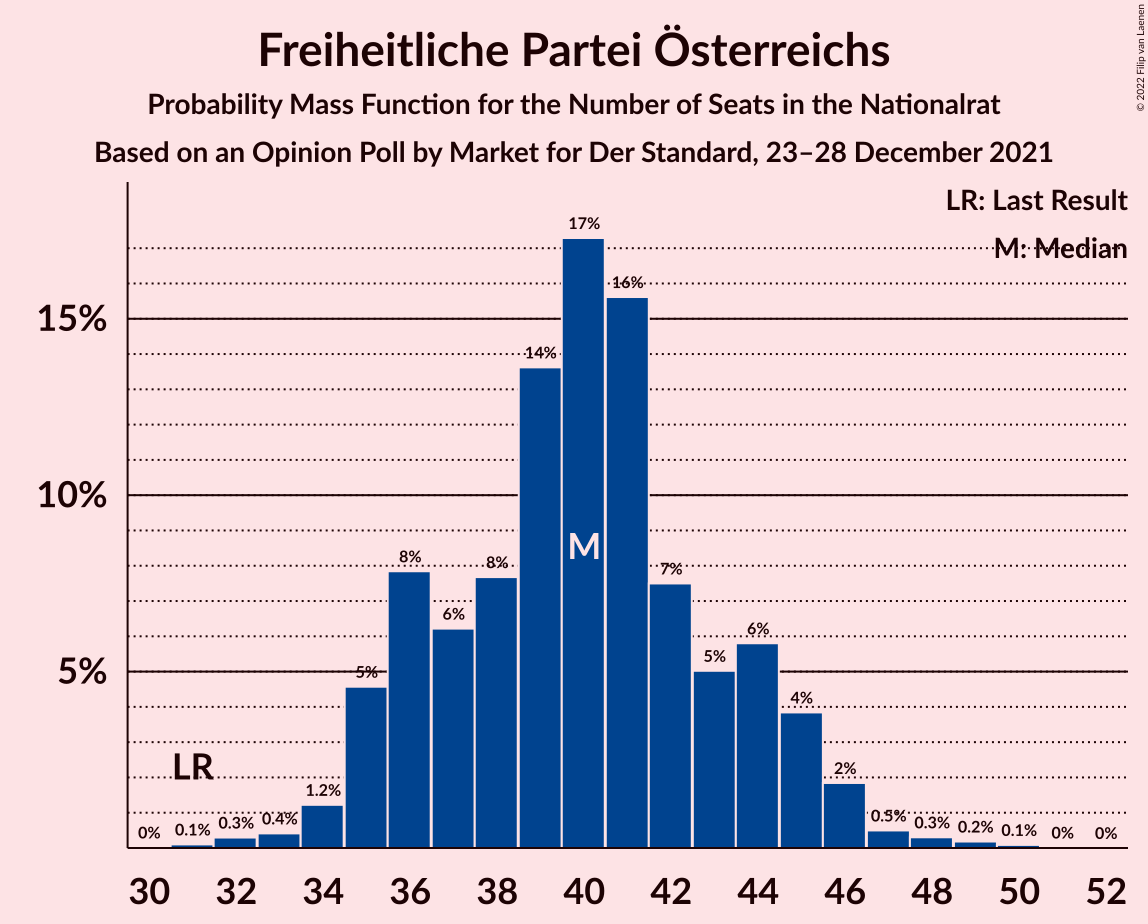 Freiheitliche Partei Österreichs
Probability Mass Function for the Number of Seats in the Nationalrat
Based on an Opinion Poll by Market for Der Standard, 23–28 December 2021
© 2022 Filip van Laenen
LR: Last Result
M: Median
17%
16%
15%
14%
10%
M
8%
8%
7%
6%
6%
5%
5%
5%
4%
LR
2%
1.2%
0%
0.1%
0.3%
0.4%
0.5%
0.3%
0.2%
0.1%
0%
0%
30 32 34 36 38 40 42 44 46 48 50 52